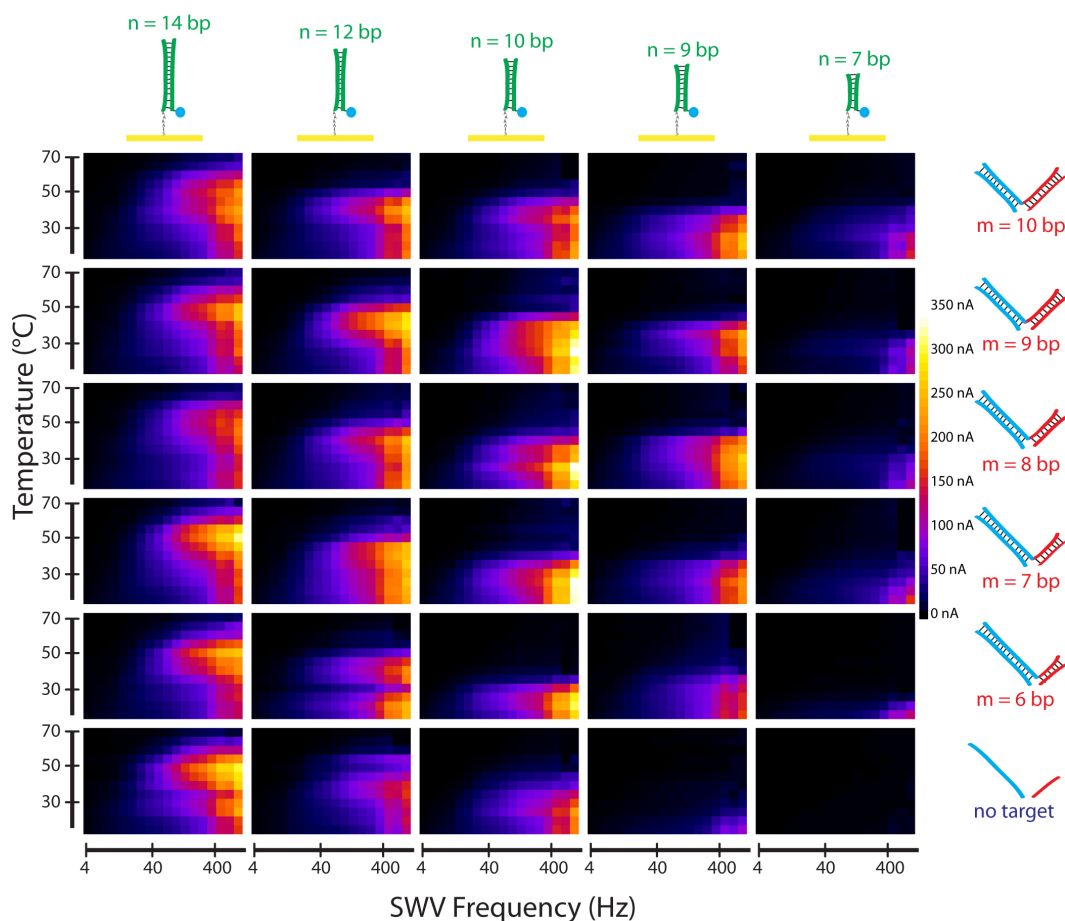 n = 14 bp
n = 12 bp
n = 10 bp
n = 9 bp
n = 7 bp
Temperature (°C)
70
50
30
m = 10 bp
70
50
30
m = 9 bp
350 nA
300 nA
250 nA
200 nA
150 nA
100 nA
50 nA
0 nA
70
50
30
m = 8 bp
70
50
30
m = 7 bp
70
50
30
m = 6 bp
70
50
30
no target
4 40 400 4 40 400 4 40 400 4 40 400 4 40 400
SWV Frequency (Hz)